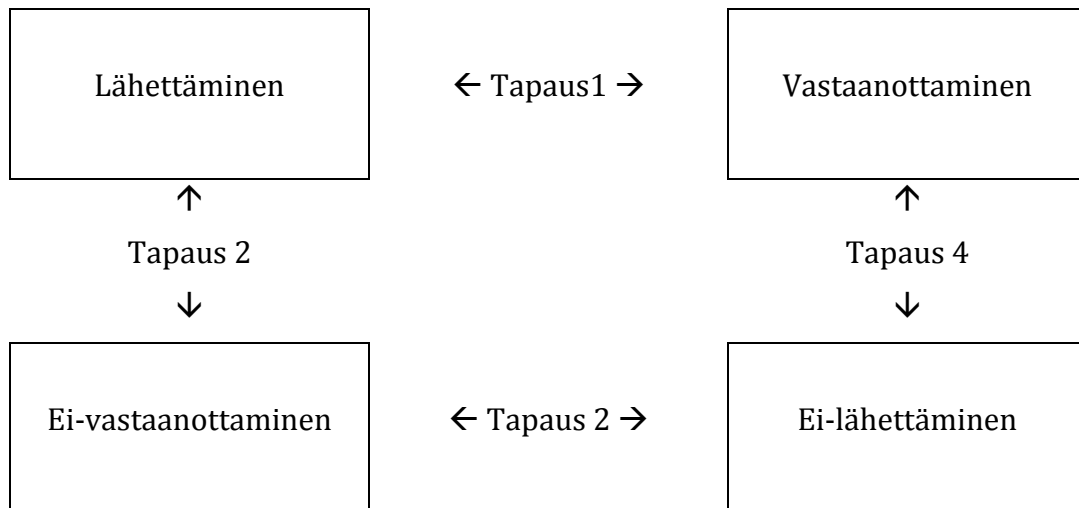 Lähettäminen ← Tapaus1 → Vastaanottaminen
↑ ↑
Tapaus 2 Tapaus 4
↓ ↓
Ei-vastaanottaminen ← Tapaus 2 → Ei-lähettäminen